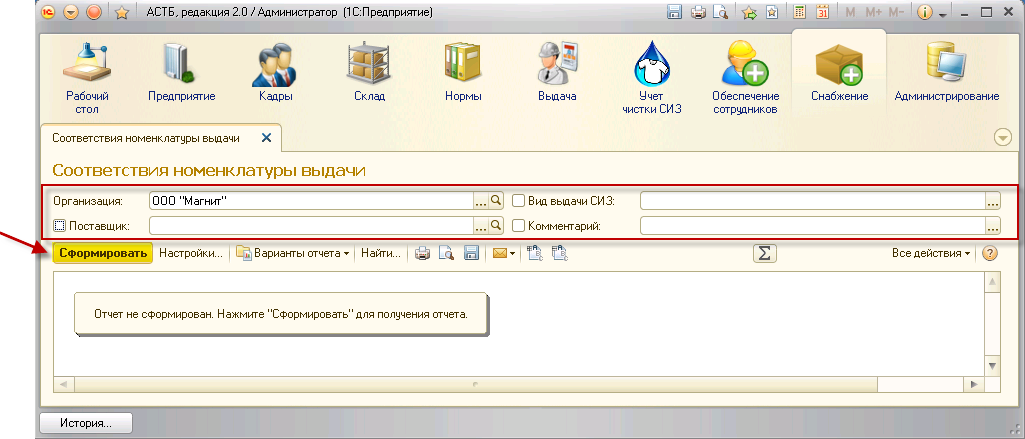 АСТБ, редакция 2.0 / Администратор (1С:Предприятие)
M M+ M-
Рабочий стол
Предприятие
Кадры
Склад
Нормы
Выдача
Учет чистки СИЗ
Обеспечение сотрудников
Снабжение
Администрирование
Соответствия номенклатуры выдачи
Соответствия номенклатуры выдачи
Организация: ООО "Магнит" ... Вид выдачи СИЗ: ...
Поставщик: ... Комментарий: ...
Сформировать Настройки... Варианты отчета Найти... Σ Все действия ?
Отчет не сформирован. Нажмите "Сформировать" для получения отчета.
История...